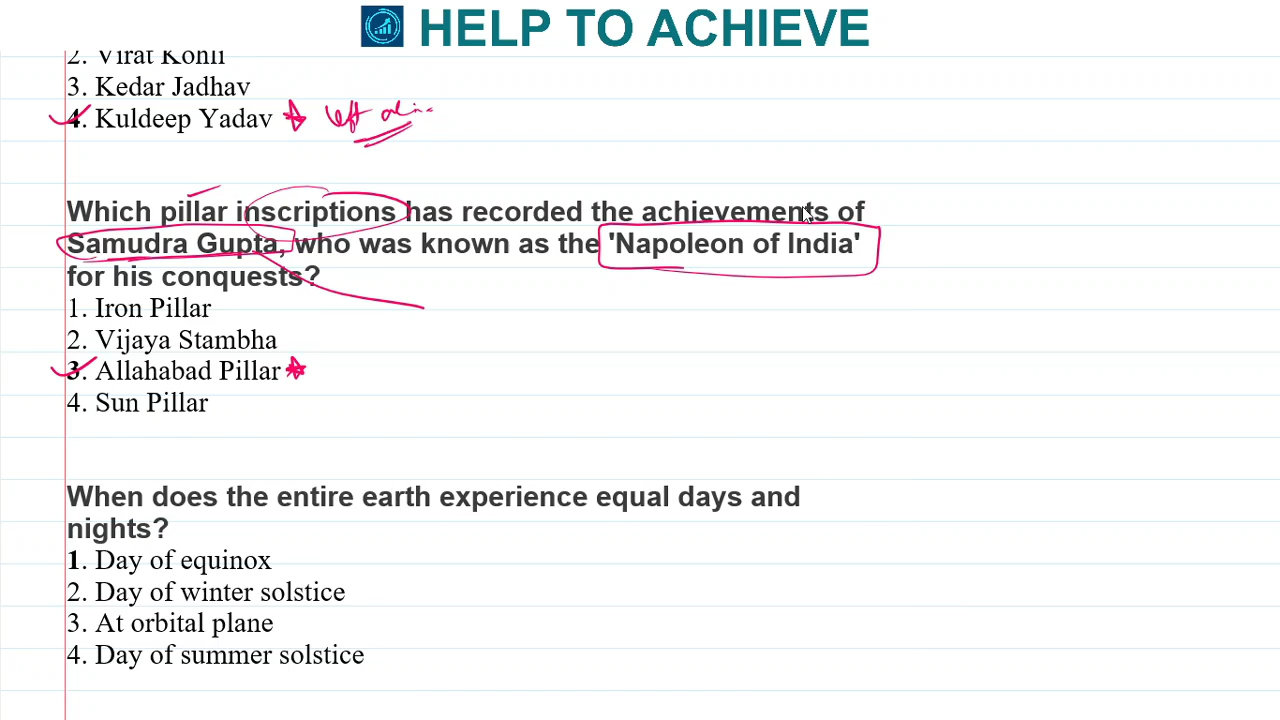 HELP TO ACHIEVE
2. Virat Kohli
3. Kedar Jadhav
4. Kuldeep Yadav left
Which pillar inscriptions has recorded the achievements of
Samudra Gupta, who was known as the 'Napoleon of India'
for his conquests?
1. Iron Pillar
2. Vijaya Stambha
3. Allahabad Pillar
4. Sun Pillar
When does the entire earth experience equal days and
nights?
1. Day of equinox
2. Day of winter solstice
3. At orbital plane
4. Day of summer solstice